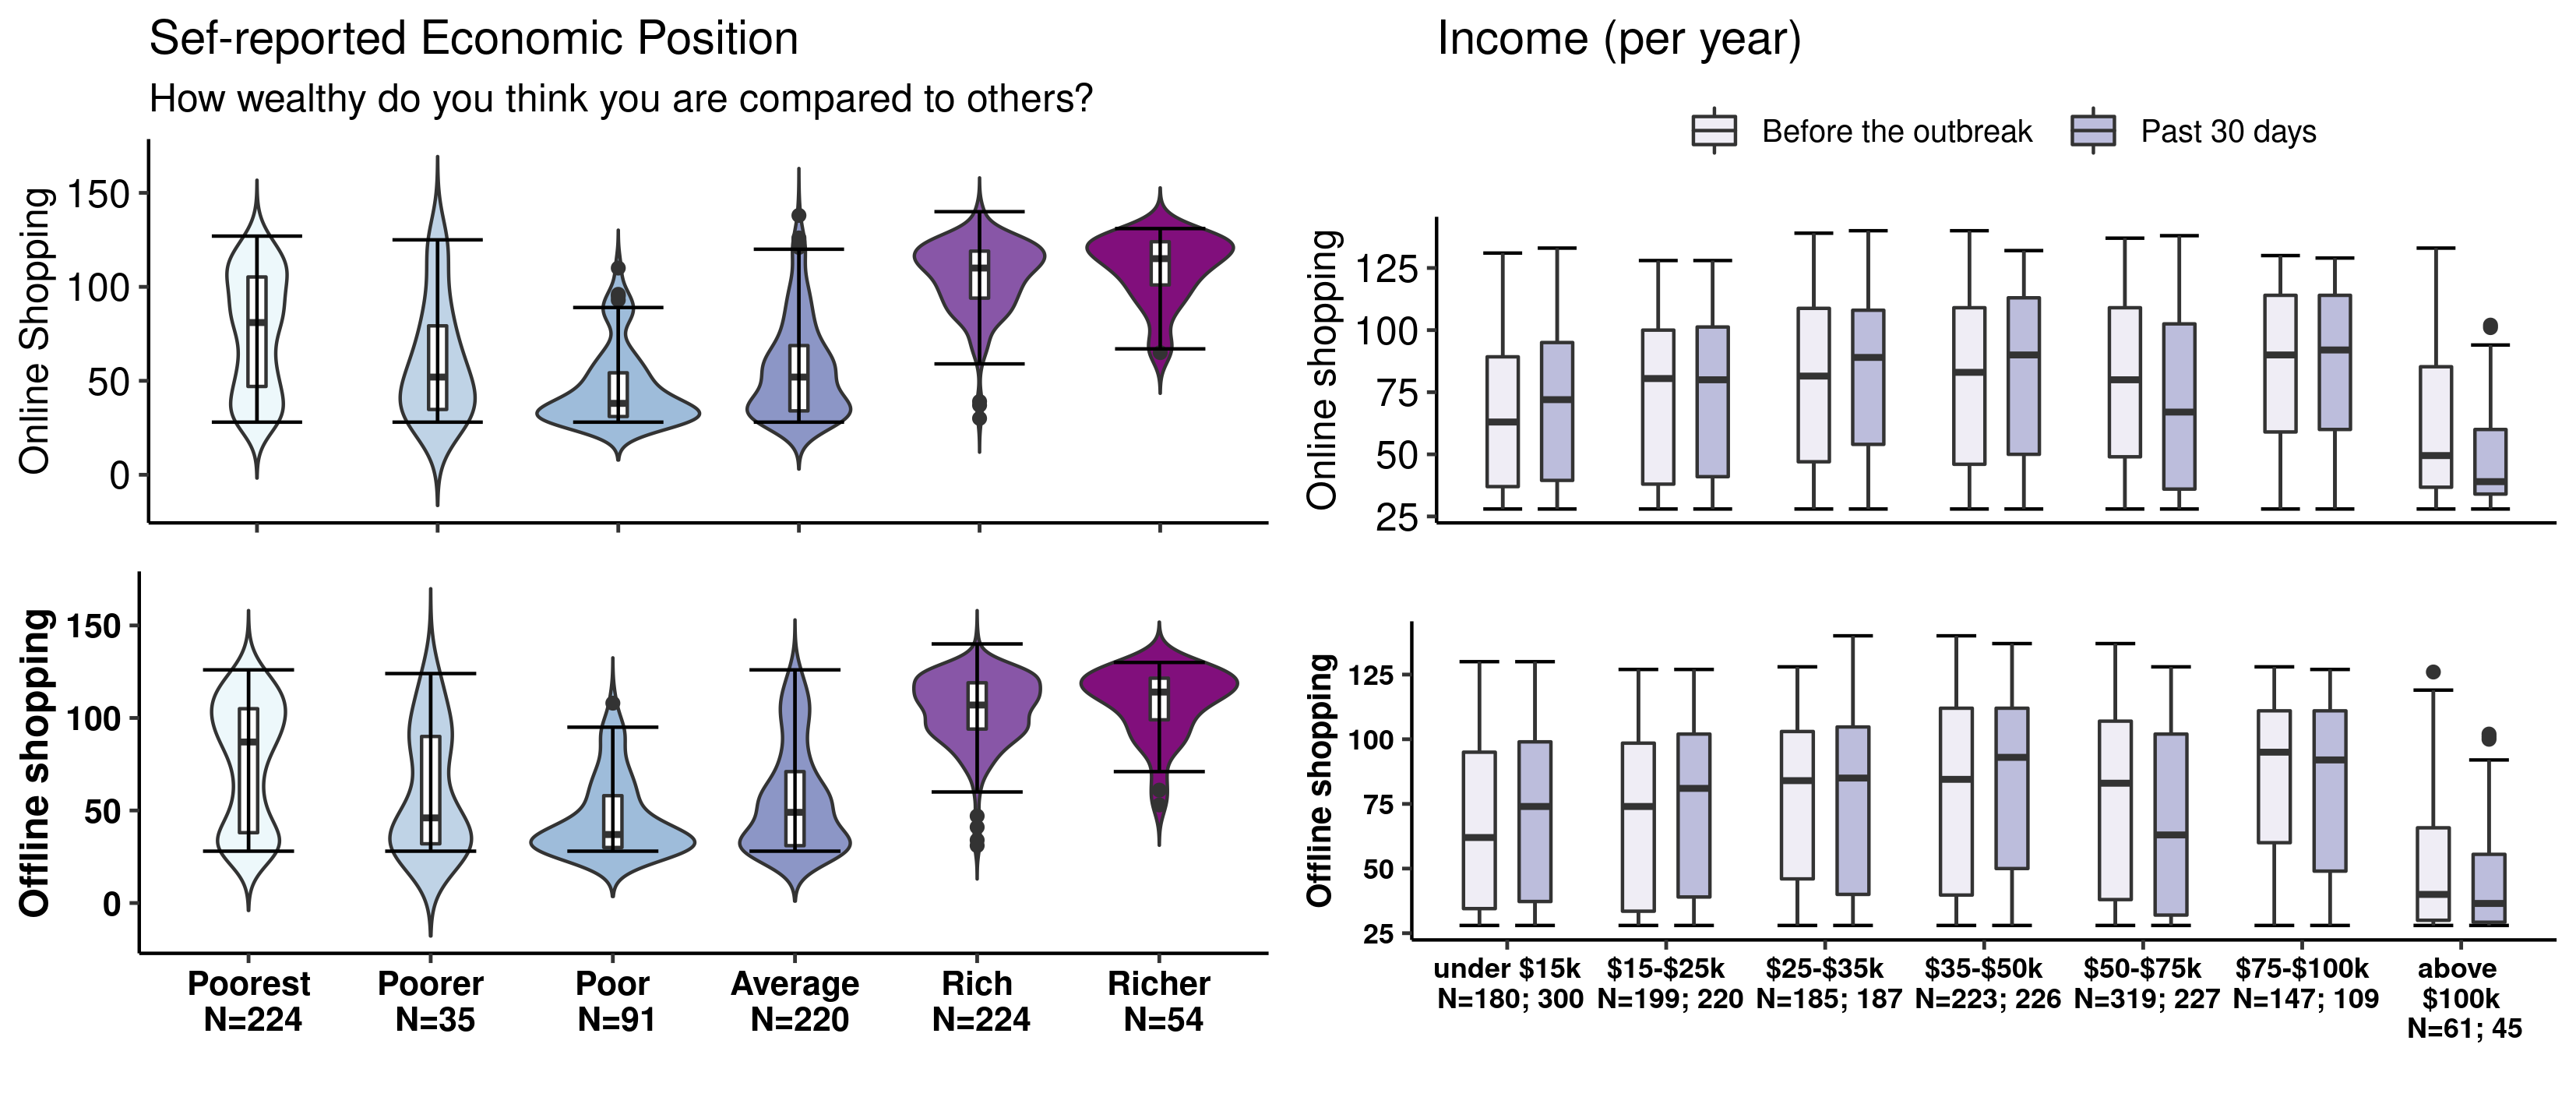 Sef-reported Economic Position
How wealthy do you think you are compared to others?
Online Shopping
150
100
50
0
Offline shopping
150
100
50
0
Poorest Poorer Poor Average Rich Richer
N=224 N=35 N=91 N=220 N=224 N=54
Income (per year)
Before the outbreak Past 30 days
Online shopping
125
100
75
50
25
Offline shopping
125
100
75
50
25
under $15k $15-$25k $25-$35k $35-$50k $50-$75k $75-$100k above
N=180; 300 N=199; 220 N=185; 187 N=223; 226 N=319; 227 N=147; 109 $100k
N=61; 45